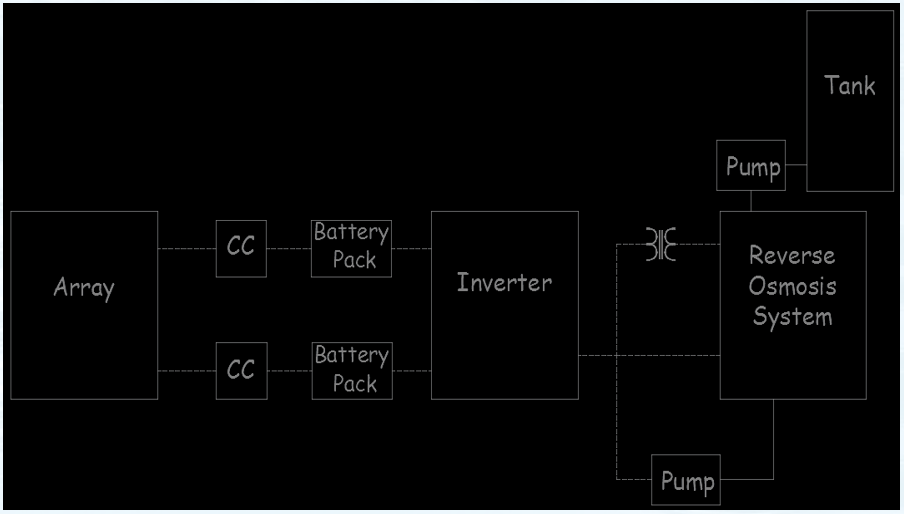 Tank
Pump
Array
CC
Battery
Pack
Inverter
Reverse
Osmosis
System
CC
Battery
Pack
Pump